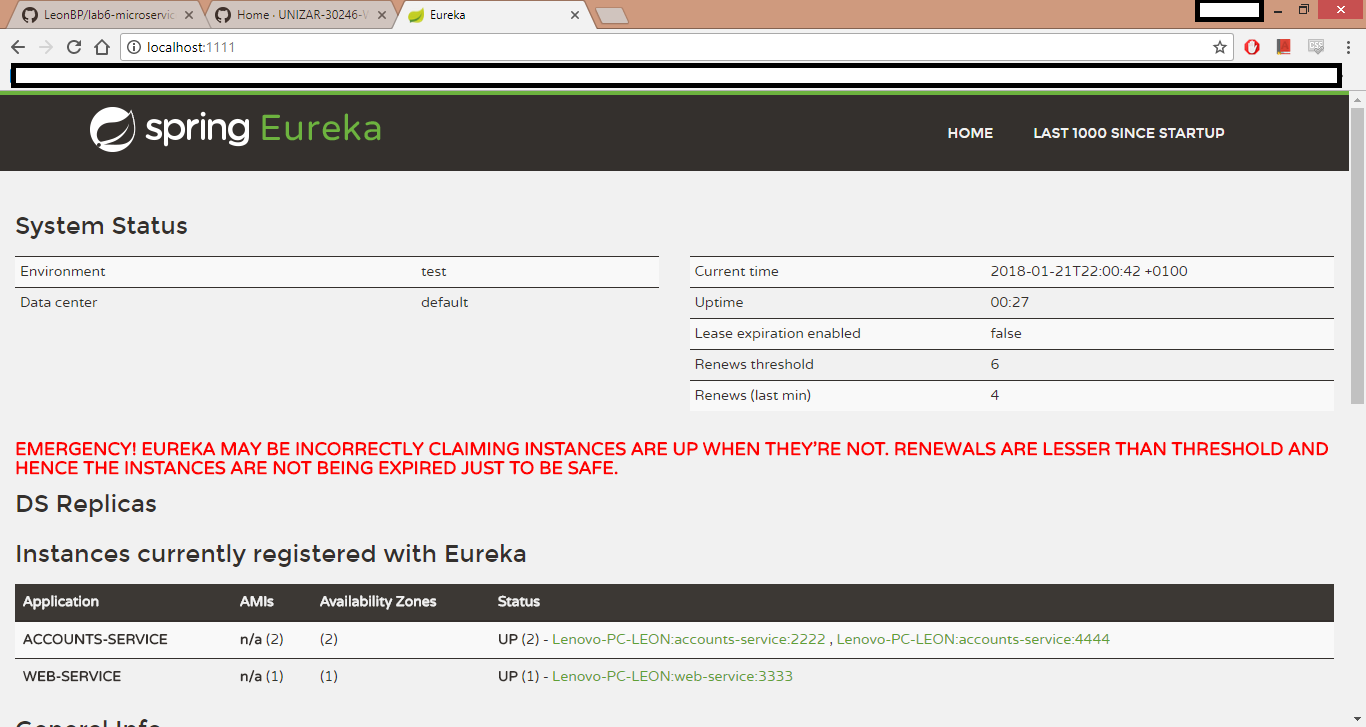 LeonBP/lab6-microservic
Home · UNIZAR-30246-W
Eureka
localhost:1111
spring Eureka
HOME LAST 1000 SINCE STARTUP
System Status
Environment test
Data center default
Current time 2018-01-21T22:00:42 +0100
Uptime 00:27
Lease expiration enabled false
Renews threshold 6
Renews (last min) 4
EMERGENCY! EUREKA MAY BE INCORRECTLY CLAIMING INSTANCES ARE UP WHEN THEY'RE NOT. RENEWALS ARE LESSER THAN THRESHOLD AND
HENCE THE INSTANCES ARE NOT BEING EXPIRED JUST TO BE SAFE.
DS Replicas
Instances currently registered with Eureka
Application AMIs Availability Zones Status
ACCOUNTS-SERVICE n/a (2) (2) UP (2) - Lenovo-PC-LEON:accounts-service:2222 , Lenovo-PC-LEON:accounts-service:4444
WEB-SERVICE n/a (1) (1) UP (1) - Lenovo-PC-LEON:web-service:3333
General Info